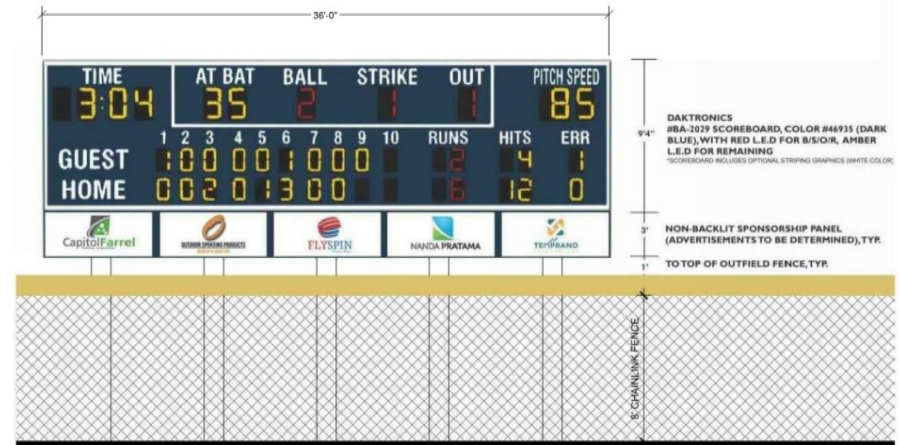 36'-0"
TIME AT BAT BALL STRIKE OUT PITCH SPEED
3:04 35 2 1 1 85
1 2 3 4 5 6 7 8 9 10 RUNS HITS ERR
GUEST 1 0 0 0 0 1 0 0 0 2 4 1
HOME 0 0 2 0 1 3 0 0 6 12 0
CapitolFarrel
OUTDOOR SPORTING PRODUCTS
FLYSPIN
NANDA PRATAMA
TEMPRANO
9'4"
DAKTRONICS
#BA-2029 SCOREBOARD, COLOR #46935 (DARK
BLUE), WITH RED L.E.D FOR B/S/O/R, AMBER
L.E.D FOR REMAINING
*SCOREBOARD INCLUDES OPTIONAL STRIPING GRAPHICS (WHITE COLOR)
3'
NON-BACKLIT SPONSORSHIP PANEL
(ADVERTISEMENTS TO BE DETERMINED), TYP.
1'
TO TOP OF OUTFIELD FENCE, TYP.
8' CHAINLINK FENCE